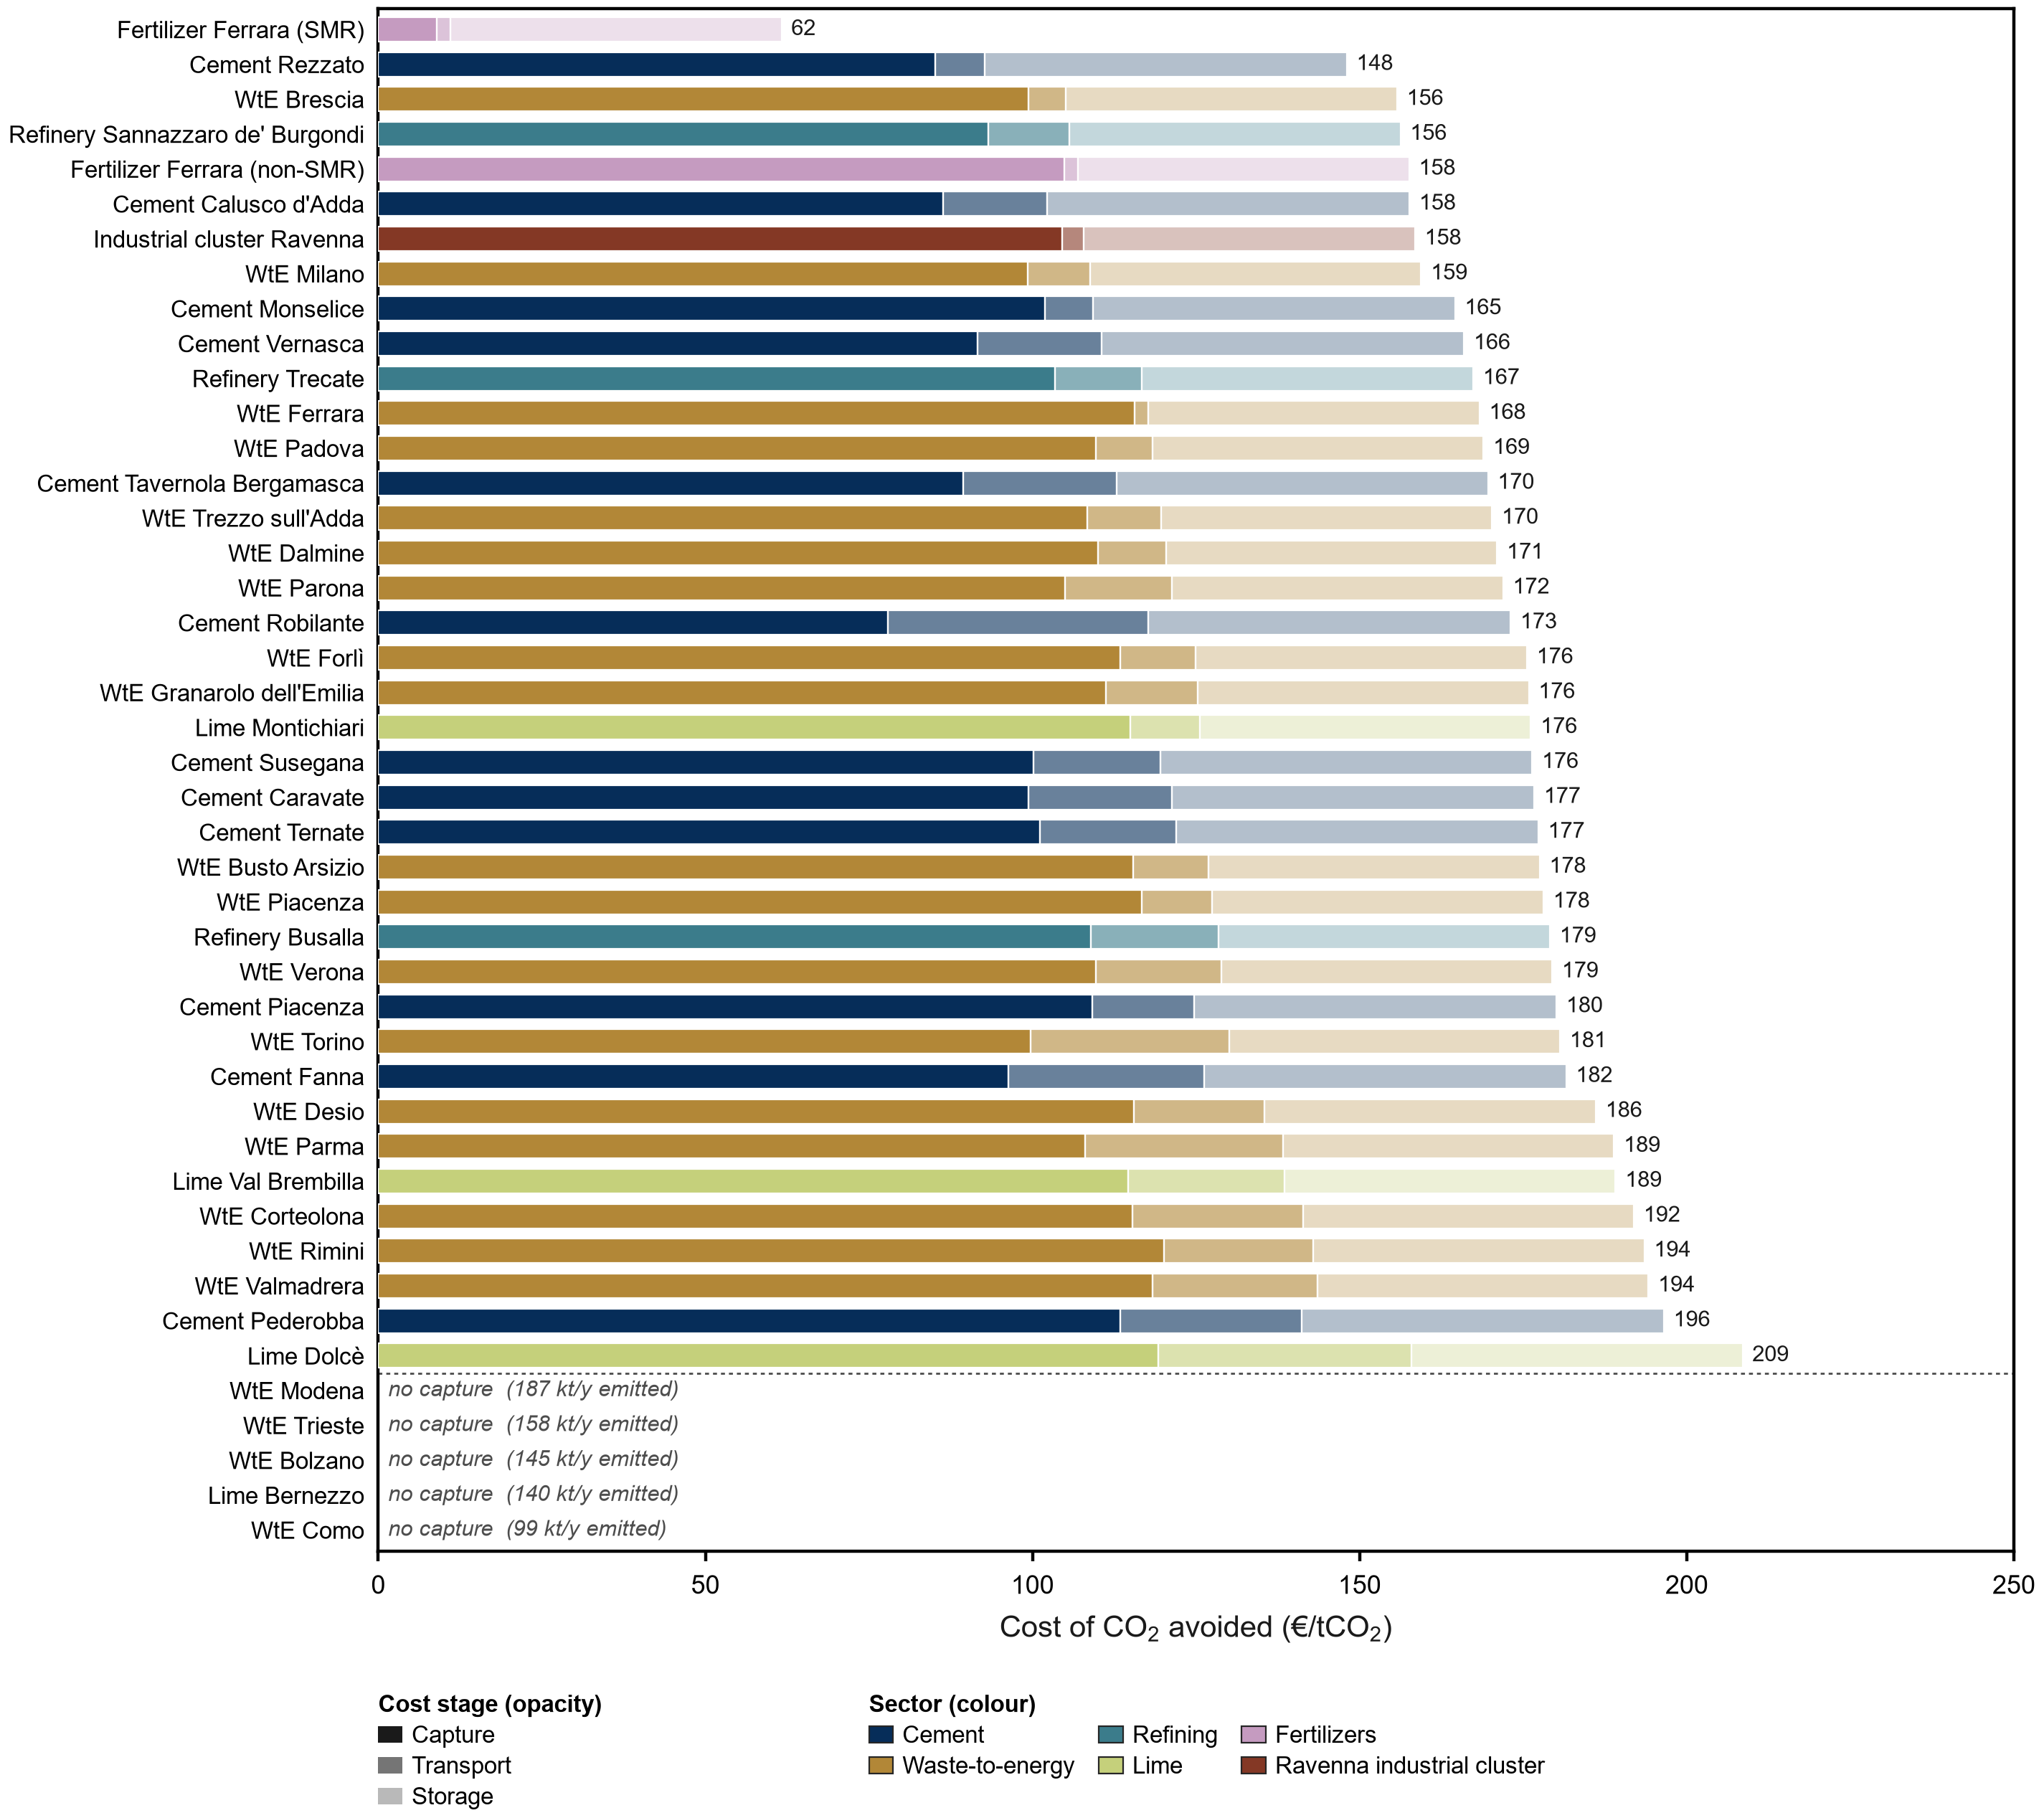 Fertilizer Ferrara (SMR) 62
Cement Rezzato 148
WtE Brescia 156
Refinery Sannazzaro de' Burgondi 156
Fertilizer Ferrara (non-SMR) 158
Cement Calusco d'Adda 158
Industrial cluster Ravenna 158
WtE Milano 159
Cement Monselice 165
Cement Vernasca 166
Refinery Trecate 167
WtE Ferrara 168
WtE Padova 169
Cement Tavernola Bergamasca 170
WtE Trezzo sull'Adda 170
WtE Dalmine 171
WtE Parona 172
Cement Robilante 173
WtE Forlì 176
WtE Granarolo dell'Emilia 176
Lime Montichiari 176
Cement Susegana 176
Cement Caravate 177
Cement Ternate 177
WtE Busto Arsizio 178
WtE Piacenza 178
Refinery Busalla 179
WtE Verona 179
Cement Piacenza 180
WtE Torino 181
Cement Fanna 182
WtE Desio 186
WtE Parma 189
Lime Val Brembilla 189
WtE Corteolona 192
WtE Rimini 194
WtE Valmadrera 194
Cement Pederobba 196
Lime Dolcè 209
WtE Modena no capture (187 kt/y emitted)
WtE Trieste no capture (158 kt/y emitted)
WtE Bolzano no capture (145 kt/y emitted)
Lime Bernezzo no capture (140 kt/y emitted)
WtE Como no capture (99 kt/y emitted)
0 50 100 150 200 250
Cost of CO₂ avoided (€/tCO₂)
Cost stage (opacity)
Capture
Transport
Storage
Sector (colour)
Cement Refining Fertilizers
Waste-to-energy Lime Ravenna industrial cluster